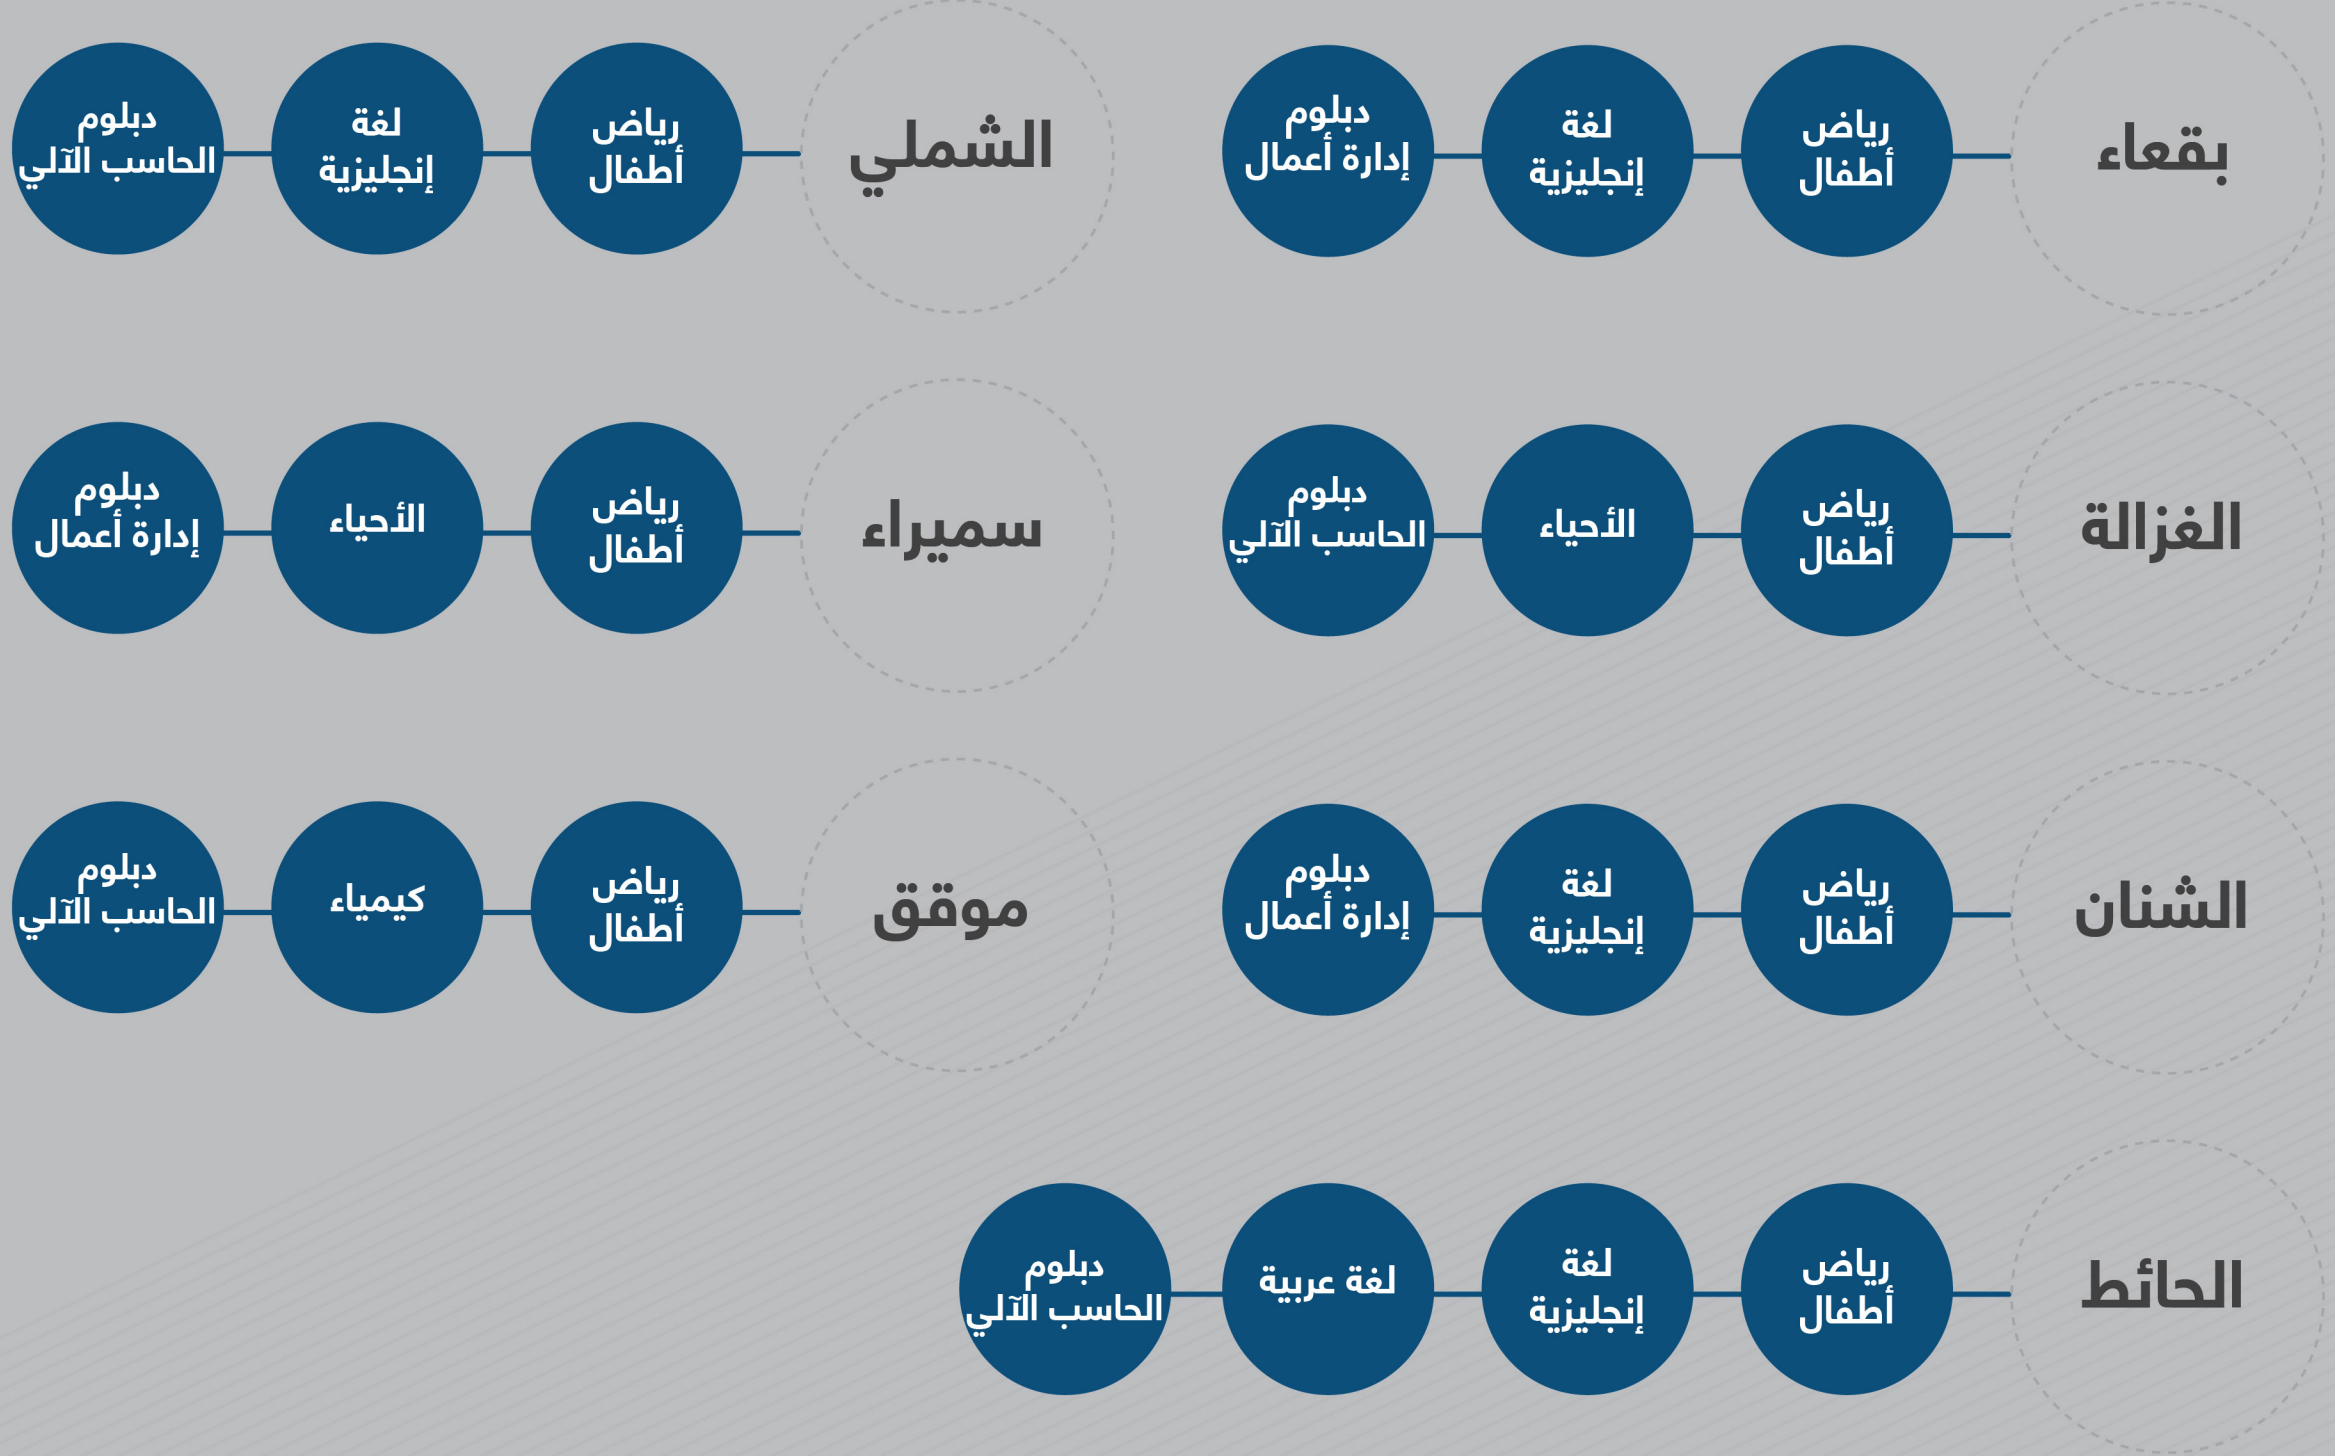 بقعاء
رياض
أطفال
لغة
إنجليزية
دبلوم
إدارة أعمال
الشملي
رياض
أطفال
لغة
إنجليزية
دبلوم
الحاسب الآلي
الغزالة
رياض
أطفال
الأحياء
دبلوم
الحاسب الآلي
سميراء
رياض
أطفال
الأحياء
دبلوم
إدارة أعمال
الشنان
رياض
أطفال
لغة
إنجليزية
دبلوم
إدارة أعمال
موقق
رياض
أطفال
كيمياء
دبلوم
الحاسب الآلي
الحائط
رياض
أطفال
لغة
إنجليزية
لغة عربية
دبلوم
الحاسب الآلي